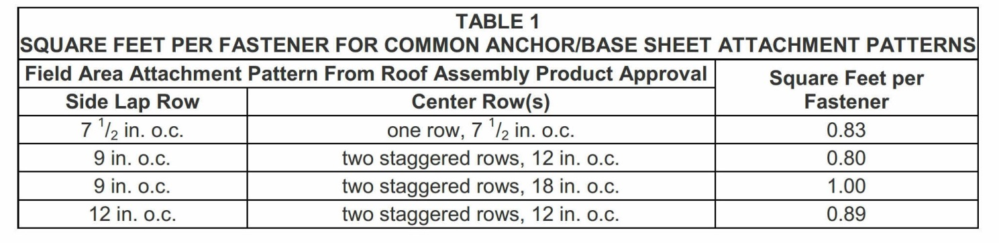 TABLE 1
SQUARE FEET PER FASTENER FOR COMMON ANCHOR/BASE SHEET ATTACHMENT PATTERNS
Field Area Attachment Pattern From Roof Assembly Product Approval
Square Feet per
Fastener
Side Lap Row
Center Row(s)
7 1/2 in. o.c.
one row, 7 1/2 in. o.c.
0.83
9 in. o.c.
two staggered rows, 12 in. o.c.
0.80
9 in. o.c.
two staggered rows, 18 in. o.c.
1.00
12 in. o.c.
two staggered rows, 12 in. o.c.
0.89